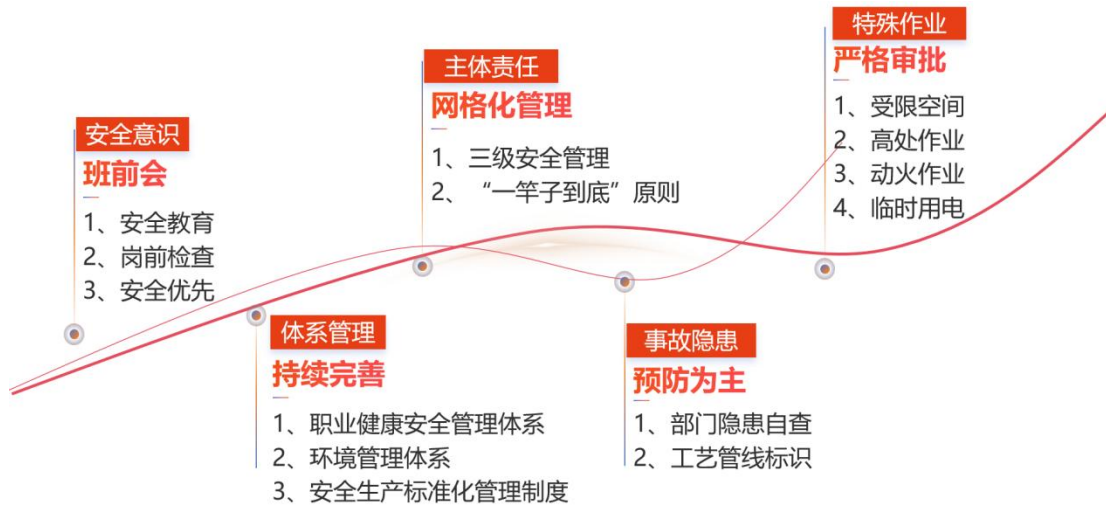 安全意识
班前会
1、安全教育
2、岗前检查
3、安全优先
体系管理
持续完善
1、职业健康安全管理体系
2、环境管理体系
3、安全生产标准化管理制度
主体责任
网格化管理
1、三级安全管理
2、“一竿子到底”原则
事故隐患
预防为主
1、部门隐患自查
2、工艺管线标识
特殊作业
严格审批
1、受限空间
2、高处作业
3、动火作业
4、临时用电